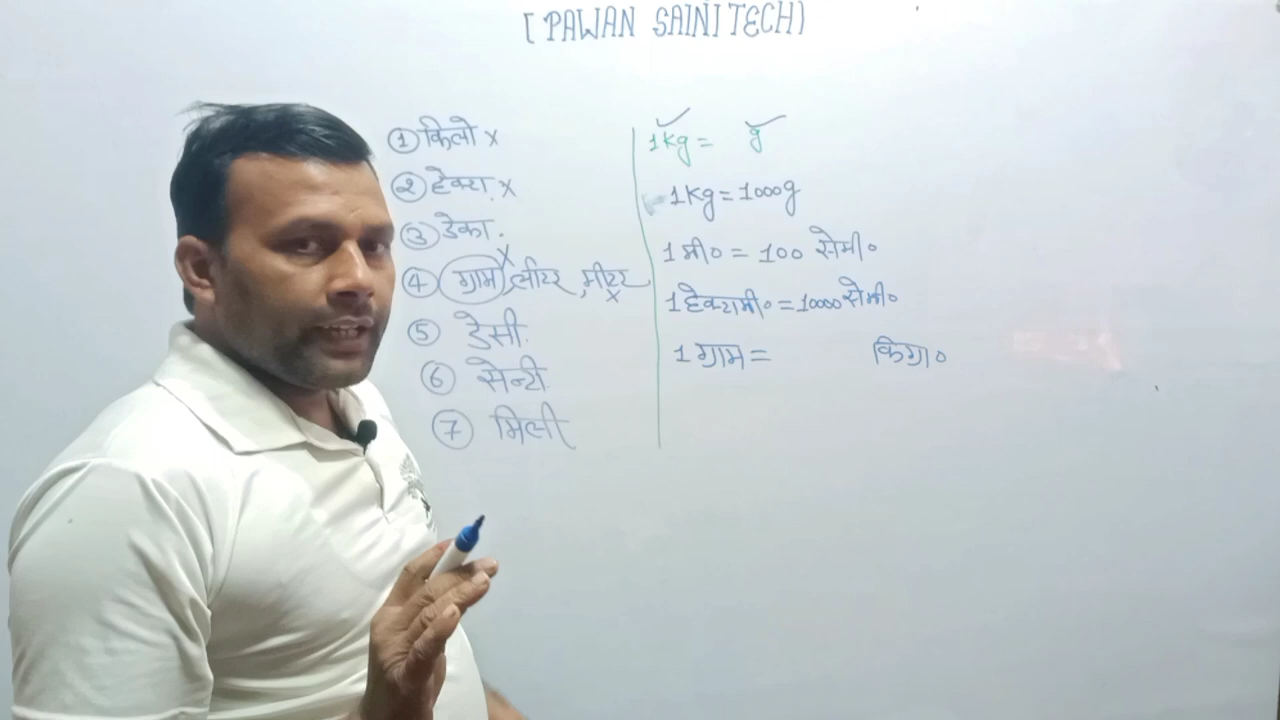 [PAWAN SAINI TECH]
① किलो x
② हेक्टा. x
③ डेका.
④ ग्राम x, लीटर, मीटर x
⑤ डेसी.
⑥ सेन्टी.
⑦ मिली
1Kg = g
1Kg = 1000g
1 मी० = 100 सेमी०
1 हेक्टामी० = 10000 सेमी०
1 ग्राम = किग्रा०